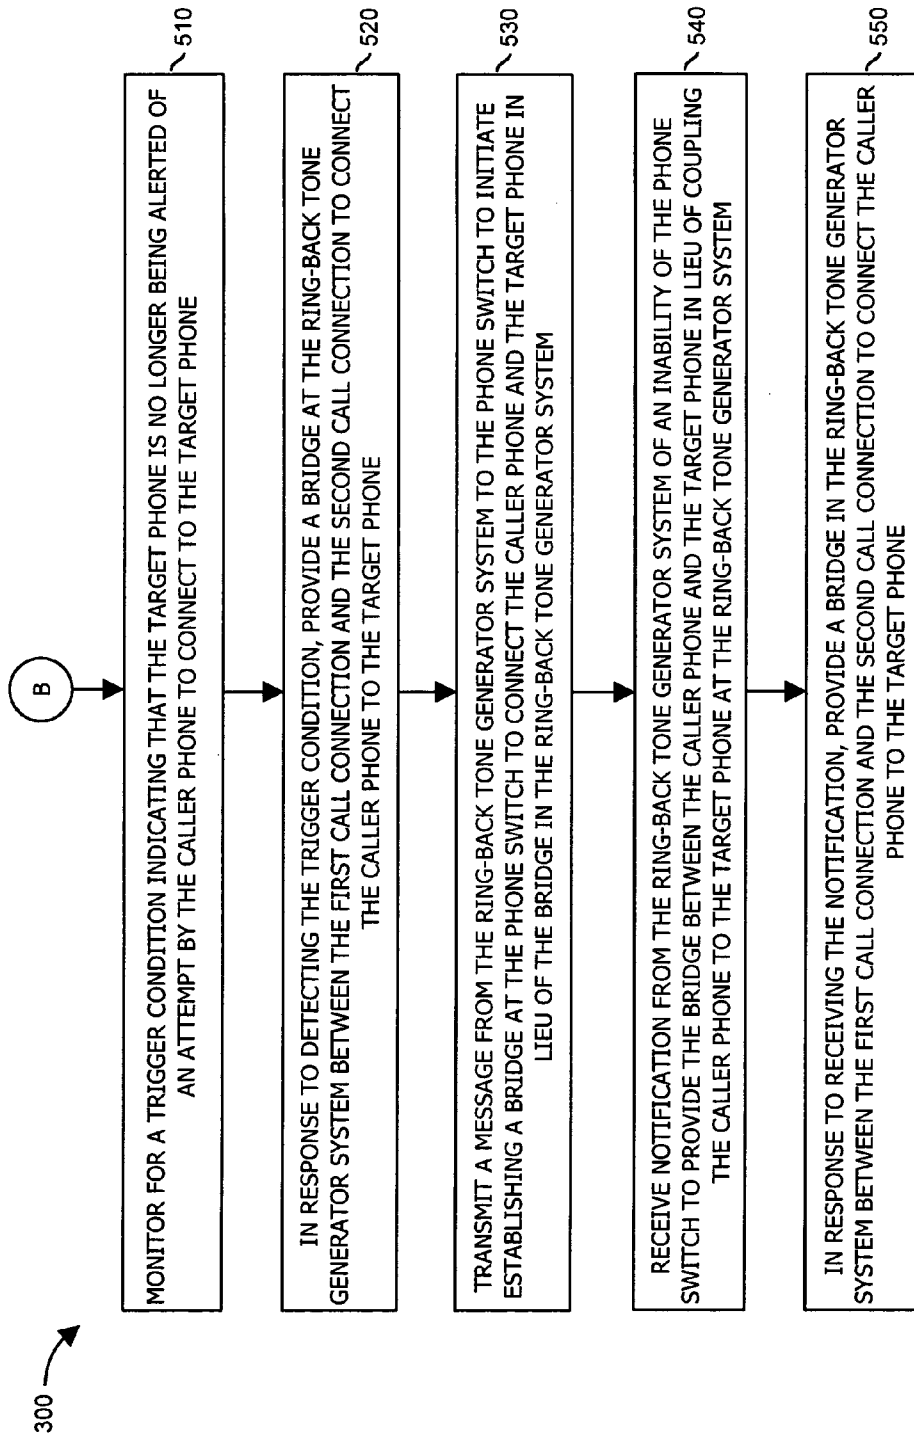 300
B
MONITOR FOR A TRIGGER CONDITION INDICATING THAT THE TARGET PHONE IS NO LONGER BEING ALERTED OF
AN ATTEMPT BY THE CALLER PHONE TO CONNECT TO THE TARGET PHONE
510
IN RESPONSE TO DETECTING THE TRIGGER CONDITION, PROVIDE A BRIDGE AT THE RING-BACK TONE
GENERATOR SYSTEM BETWEEN THE FIRST CALL CONNECTION AND THE SECOND CALL CONNECTION TO CONNECT
THE CALLER PHONE TO THE TARGET PHONE
520
TRANSMIT A MESSAGE FROM THE RING-BACK TONE GENERATOR SYSTEM TO THE PHONE SWITCH TO INITIATE
ESTABLISHING A BRIDGE AT THE PHONE SWITCH TO CONNECT THE CALLER PHONE AND THE TARGET PHONE IN
LIEU OF THE BRIDGE IN THE RING-BACK TONE GENERATOR SYSTEM
530
RECEIVE NOTIFICATION FROM THE RING-BACK TONE GENERATOR SYSTEM OF AN INABILITY OF THE PHONE
SWITCH TO PROVIDE THE BRIDGE BETWEEN THE CALLER PHONE AND THE TARGET PHONE IN LIEU OF COUPLING
THE CALLER PHONE TO THE TARGET PHONE AT THE RING-BACK TONE GENERATOR SYSTEM
540
IN RESPONSE TO RECEIVING THE NOTIFICATION, PROVIDE A BRIDGE IN THE RING-BACK TONE GENERATOR
SYSTEM BETWEEN THE FIRST CALL CONNECTION AND THE SECOND CALL CONNECTION TO CONNECT THE CALLER
PHONE TO THE TARGET PHONE
550